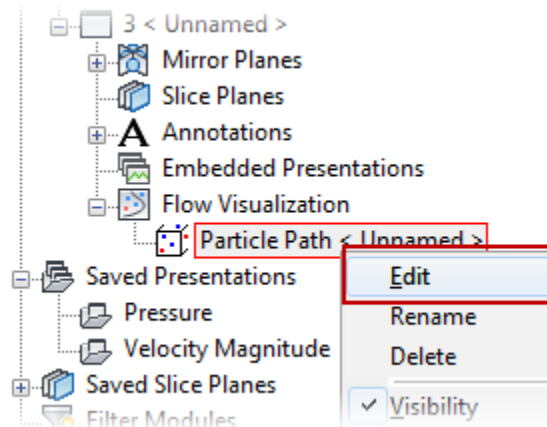 3 < Unnamed >
Mirror Planes
Slice Planes
A Annotations
Embedded Presentations
Flow Visualization
Particle Path < Unnamed >
Saved Presentations
Edit
Pressure
Rename
Velocity Magnitude
Delete
Saved Slice Planes
Visibility
Filter Modules